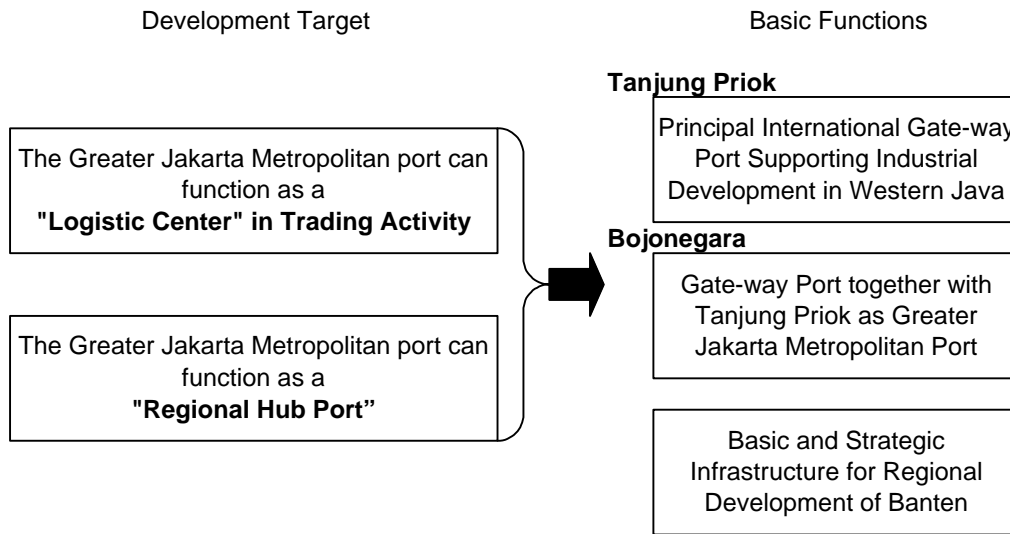 Development Target
The Greater Jakarta Metropolitan port can
function as a
"Logistic Center" in Trading Activity
The Greater Jakarta Metropolitan port can
function as a
"Regional Hub Port”
Basic Functions
Tanjung Priok
Principal International Gate-way
Port Supporting Industrial
Development in Western Java
Bojonegara
Gate-way Port together with
Tanjung Priok as Greater
Jakarta Metropolitan Port
Basic and Strategic
Infrastructure for Regional
Development of Banten